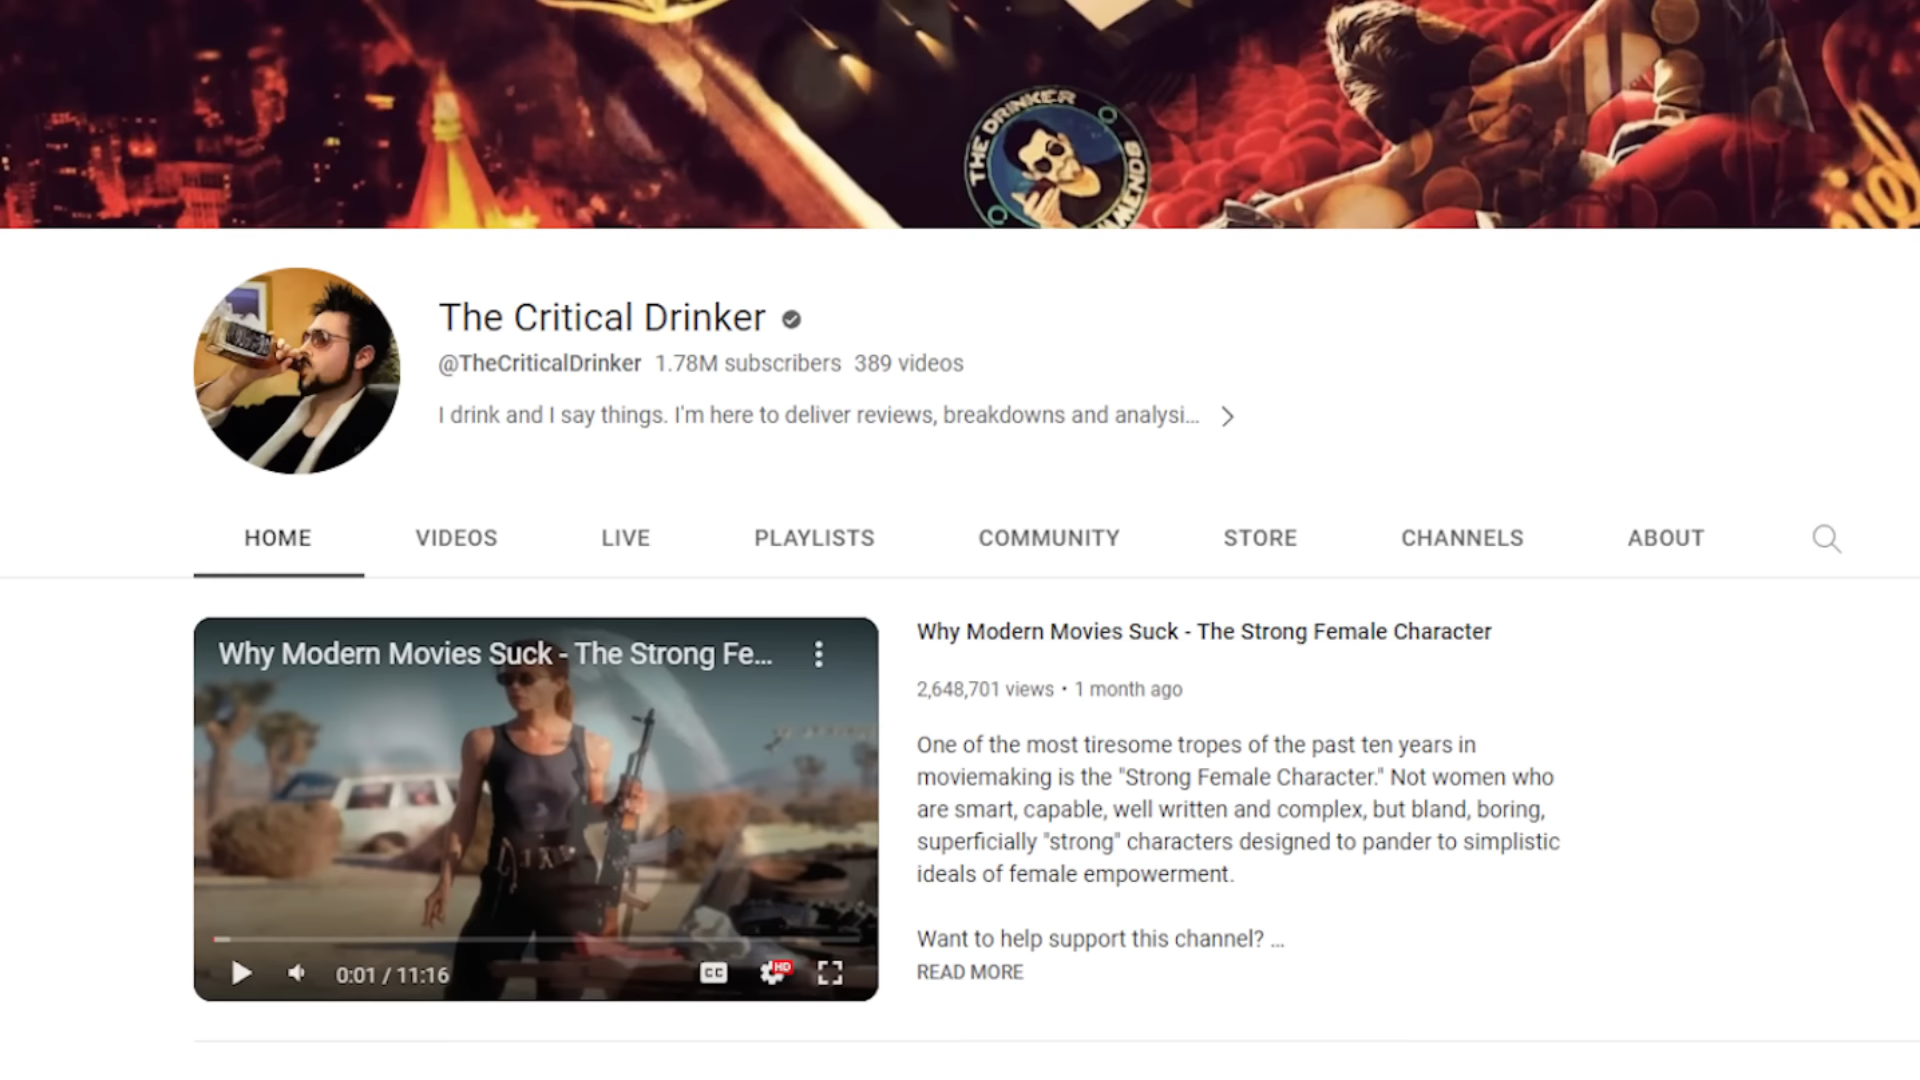 THE DRINKER
MENDS
The Critical Drinker
@TheCriticalDrinker 1.78M subscribers 389 videos
I drink and I say things. I'm here to deliver reviews, breakdowns and analysi...
HOME VIDEOS LIVE PLAYLISTS COMMUNITY STORE CHANNELS ABOUT
Why Modern Movies Suck - The Strong Fe...
0:01 / 11:16
CC
HD
Why Modern Movies Suck - The Strong Female Character
2,648,701 views • 1 month ago
One of the most tiresome tropes of the past ten years in
moviemaking is the "Strong Female Character." Not women who
are smart, capable, well written and complex, but bland, boring,
superficially "strong" characters designed to pander to simplistic
ideals of female empowerment.
Want to help support this channel? ...
READ MORE